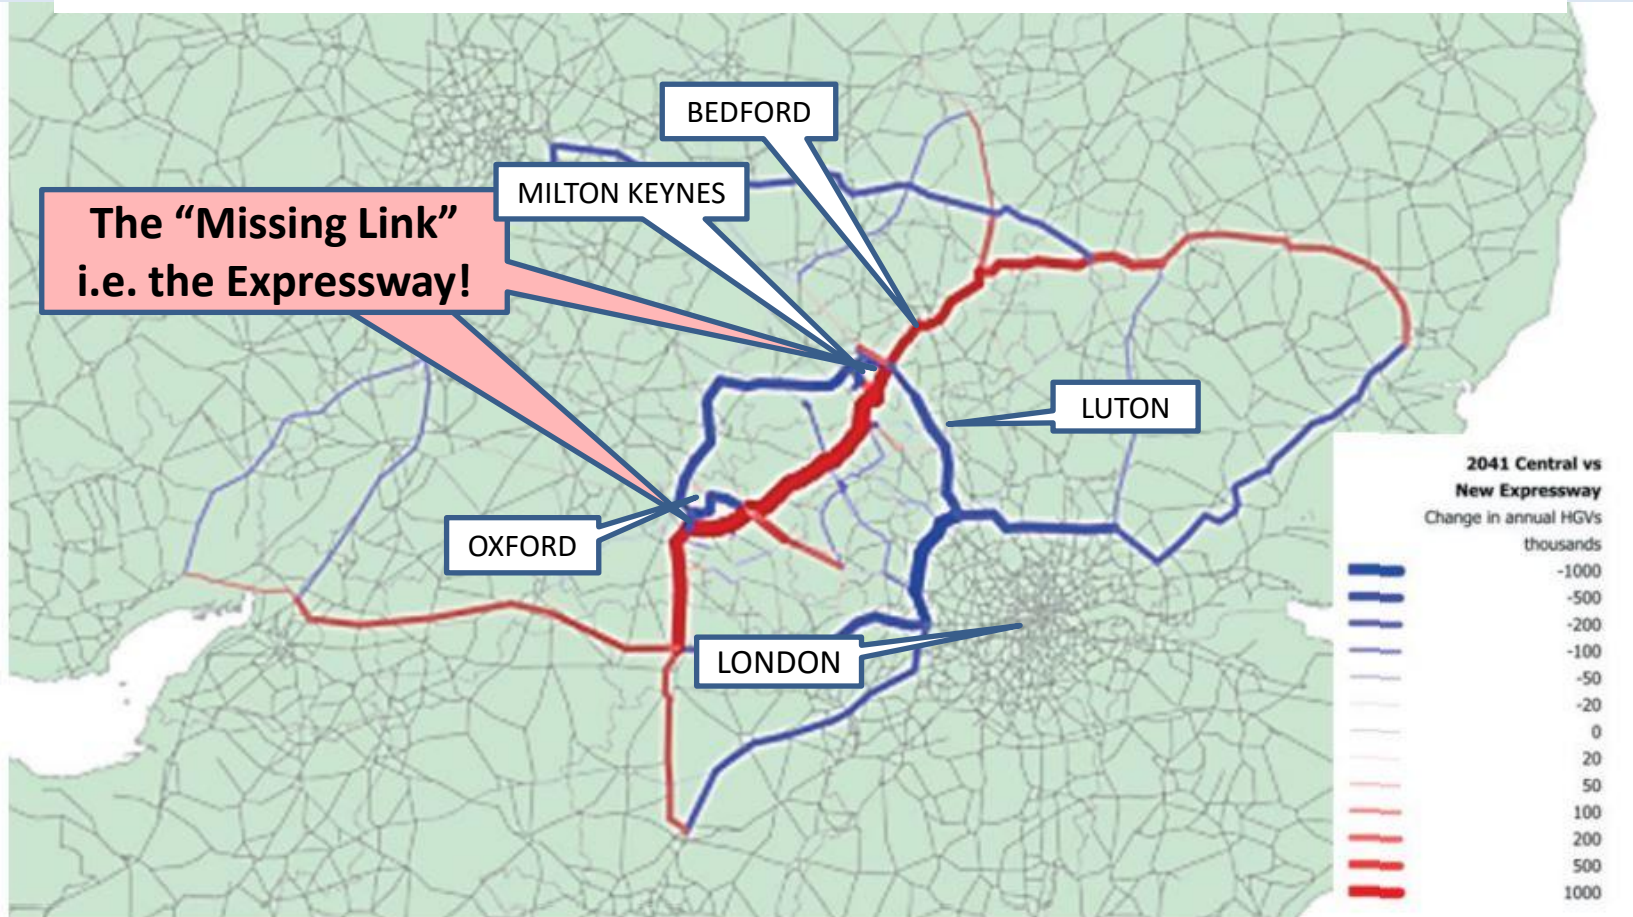 BEDFORD
MILTON KEYNES
The “Missing Link”
i.e. the Expressway!
LUTON
OXFORD
LONDON
2041 Central vs
New Expressway
Change in annual HGVs
thousands
-1000
-500
-200
-100
-50
-20
0
20
50
100
200
500
1000